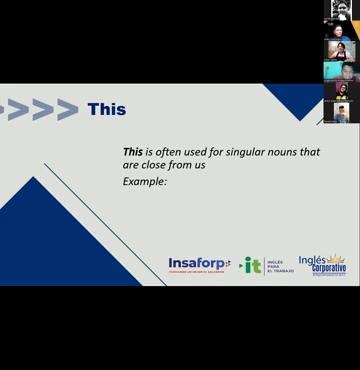 This
This is often used for singular nouns that
are close from us
Example:
Insaforp
it
INGLÉS
PARA
EL TRABAJO
Inglés
Corporativo